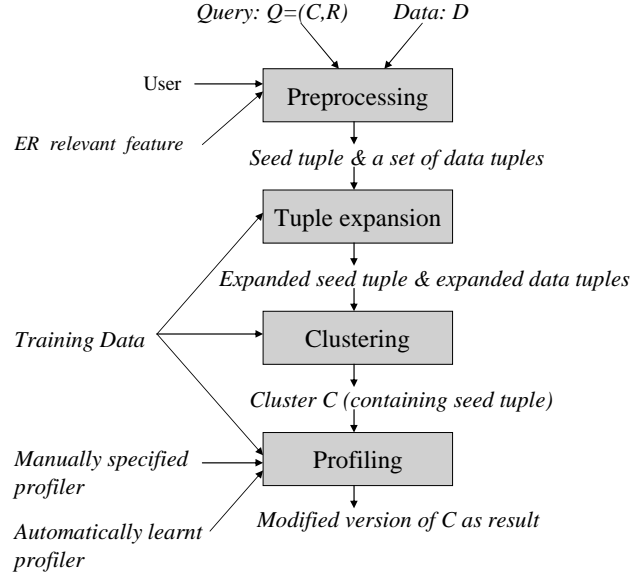 Query: Q=(C,R)
Data: D
User
Preprocessing
ER relevant feature
Seed tuple & a set of data tuples
Tuple expansion
Expanded seed tuple & expanded data tuples
Training Data
Clustering
Cluster C (containing seed tuple)
Manually specified
profiler
Profiling
Automatically learnt
profiler
Modified version of C as result